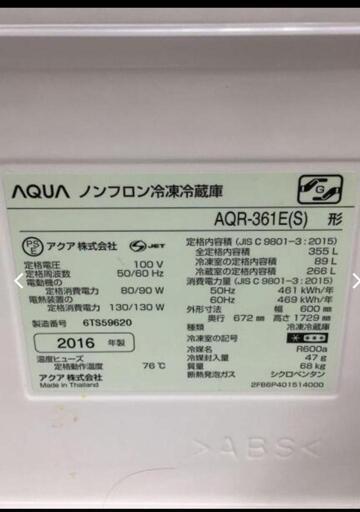 AQUA ノンフロン冷凍冷蔵庫
AQR-361E(S) 形
PS E アクア株式会社 JET
定格電圧 100 V
定格周波数 50/60 Hz
電動機の
定格消費電力 80/90 W
電熱装置の
定格消費電力 130/130 W
製造番号 6TS59620
2016 年製
温度ヒューズ
定格動作温度 76℃
アクア株式会社
Made in Thailand
定格内容積 (JIS C 9801-3:2015)
全定格内容積 355 L
冷凍室の定格内容積 89 L
冷蔵室の定格内容積 266 L
消費電力量 (JIS C 9801-3:2015)
50Hz 461 kWh/年
60Hz 469 kWh/年
外形寸法 幅 600 mm
奥行 672 mm 高さ 1729 mm
種類 冷凍冷蔵庫
冷凍室の記号
冷媒名 R600a
冷媒封入量 47 g
質量 68 kg
断熱発泡ガス シクロペンタン
2FB6P401514000
G
>ABS<